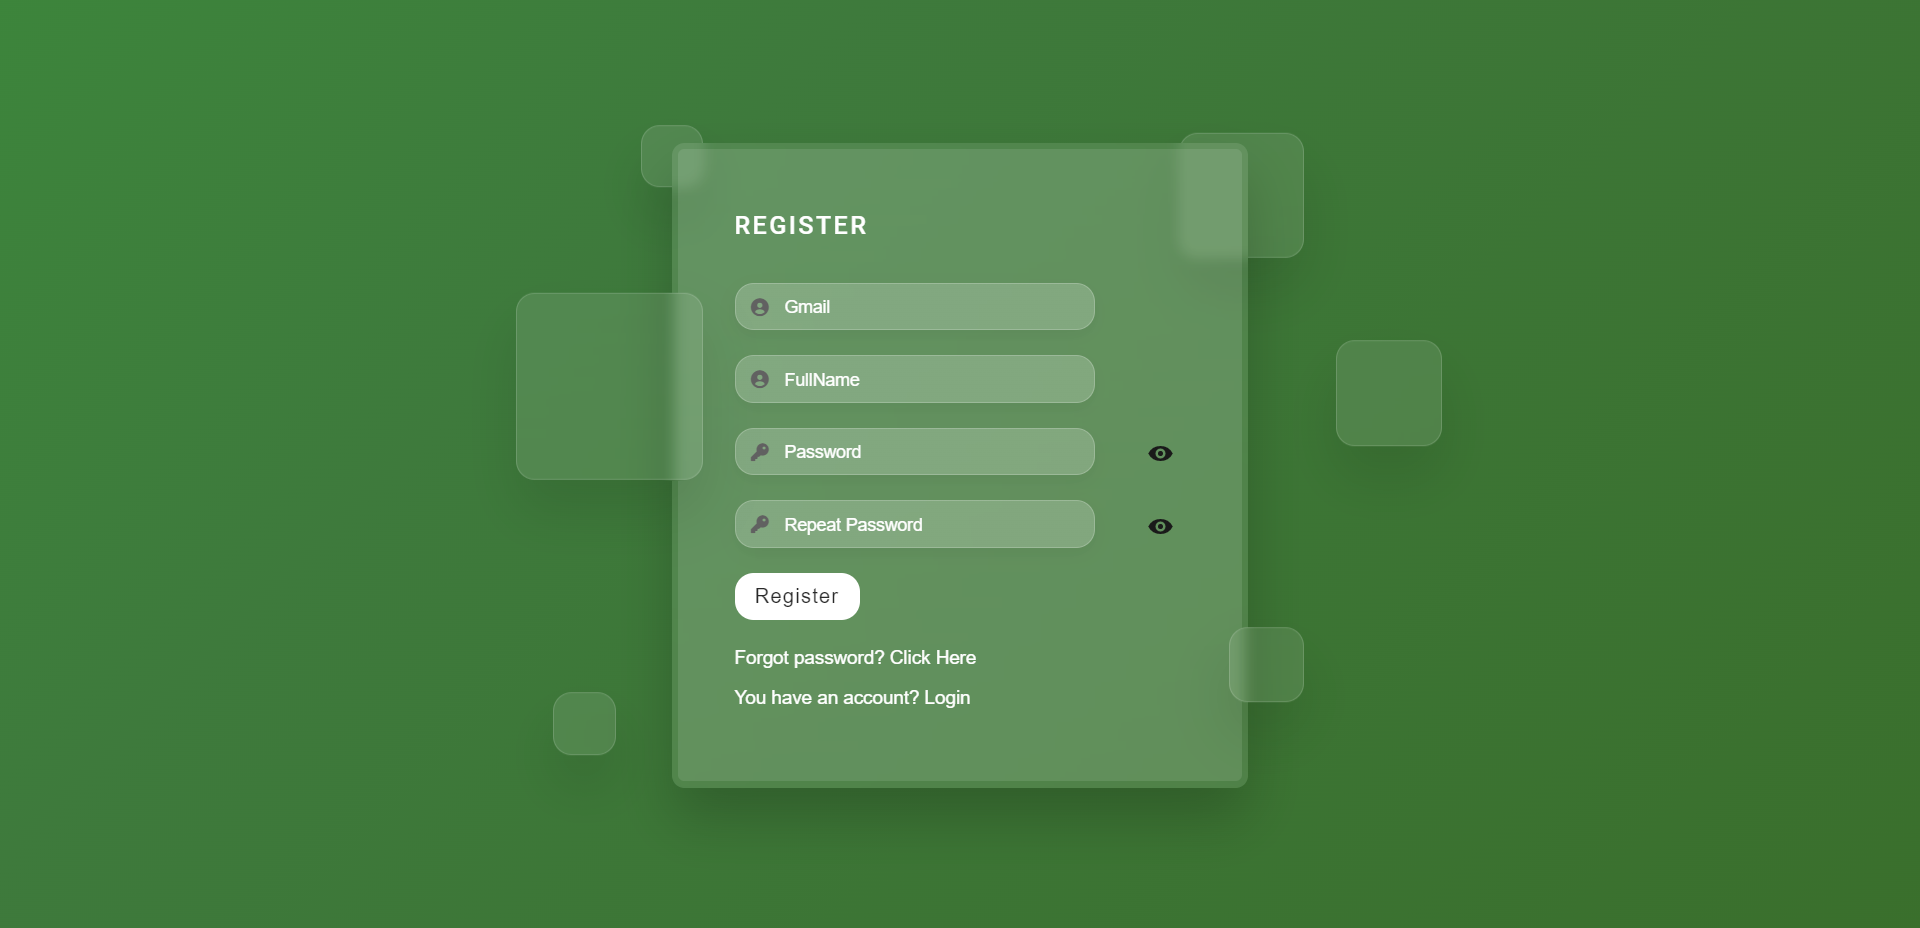 REGISTER
Gmail
FullName
Password
Repeat Password
Register
Forgot password? Click Here
You have an account? Login